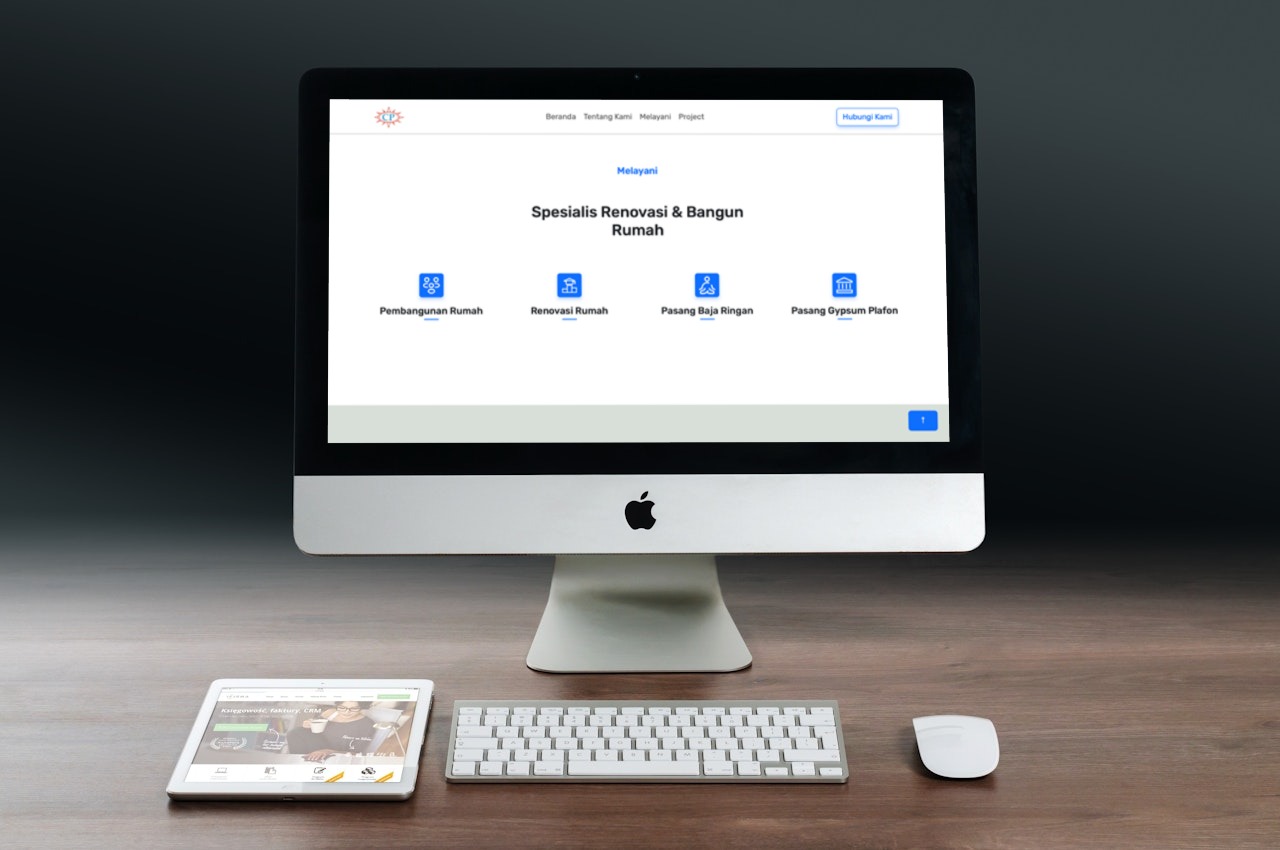 CP
Beranda Tentang Kami Melayani Project
Hubungi Kami
Melayani
Spesialis Renovasi & Bangun
Rumah
Pembangunan Rumah
Renovasi Rumah
Pasang Baja Ringan
Pasang Gypsum Plafon
Księgowość, faktury, CRM